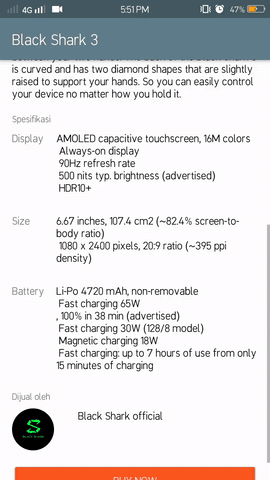 4G
5:51 PM
47%
Black Shark 3
is curved and has two diamond shapes that are slightly
raised to support your hands. So you can easily control
your device no matter how you hold it.
Spesifikasi
Display AMOLED capacitive touchscreen, 16M colors
Always-on display
90Hz refresh rate
500 nits typ. brightness (advertised)
HDR10+
Size 6.67 inches, 107.4 cm2 (~82.4% screen-to-
body ratio)
1080 x 2400 pixels, 20:9 ratio (~395 ppi
density)
Battery Li-Po 4720 mAh, non-removable
Fast charging 65W
, 100% in 38 min (advertised)
Fast charging 30W (128/8 model)
Magnetic charging 18W
Fast charging: up to 7 hours of use from only
15 minutes of charging
Dijual oleh
Black Shark official
BLACK SHARK
BUY NOW